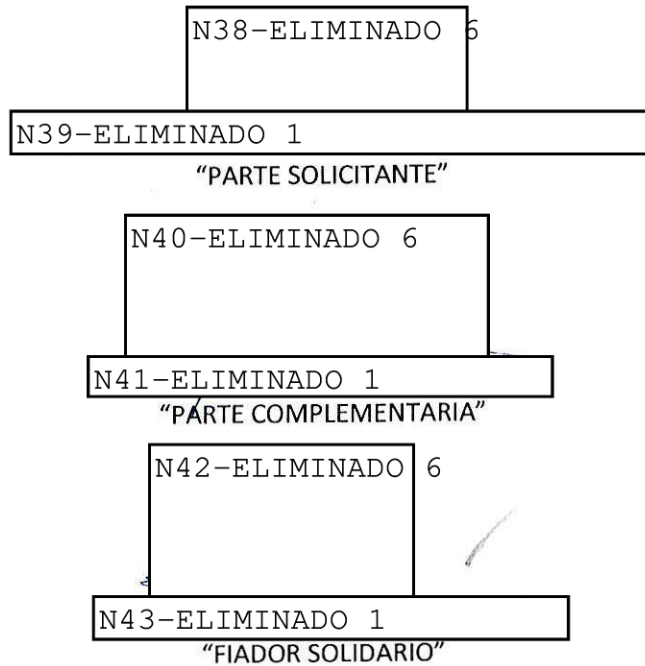 N38-ELIMINADO 6
N39-ELIMINADO 1
"PARTE SOLICITANTE"
N40-ELIMINADO 6
N41-ELIMINADO 1
"PARTE COMPLEMENTARIA"
N42-ELIMINADO 6
N43-ELIMINADO 1
"FIADOR SOLIDARIO"